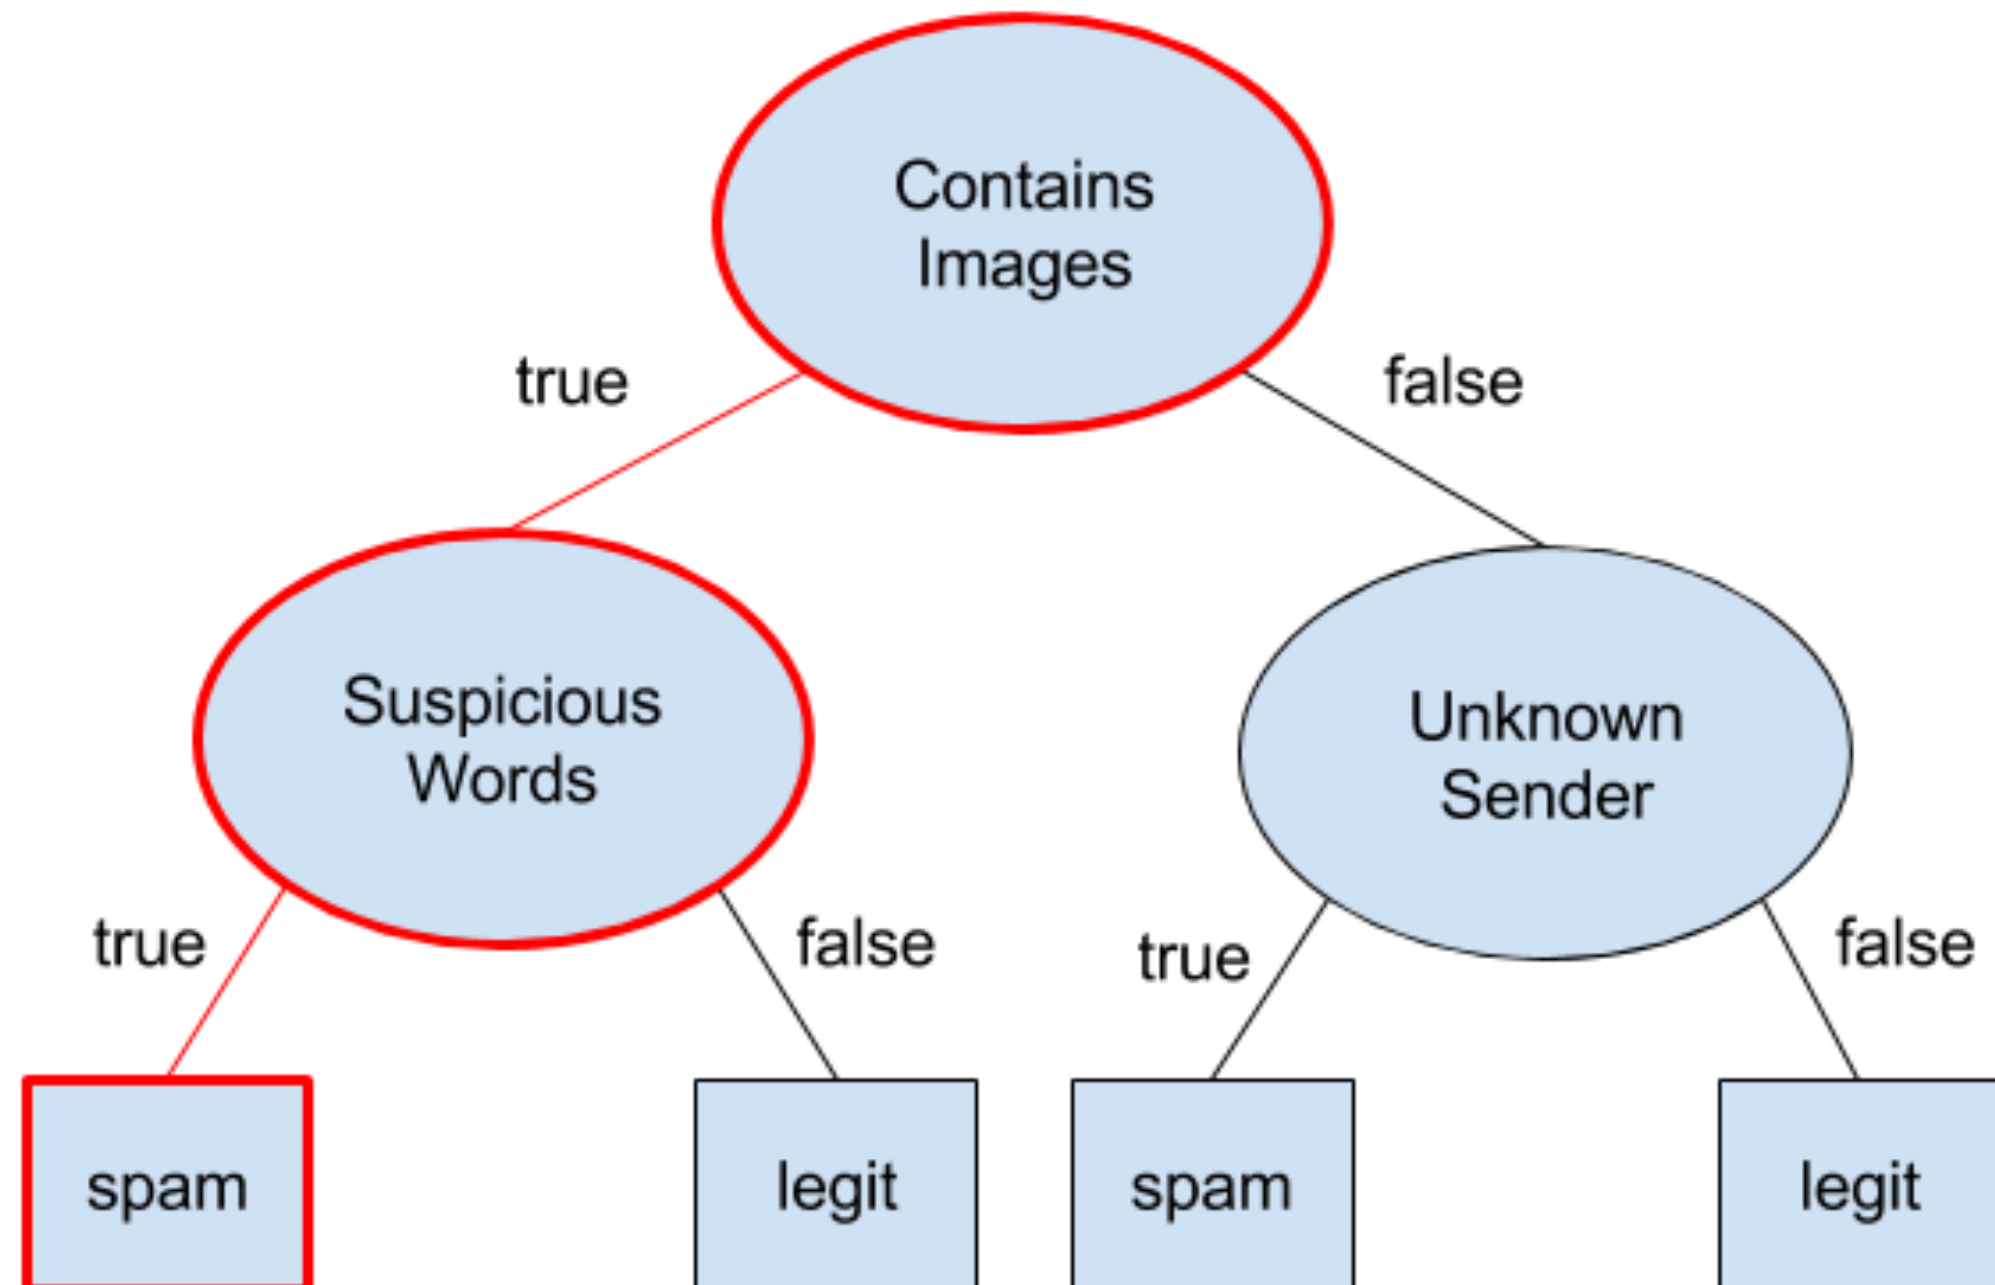 Contains
Images
true
false
Suspicious
Words
Unknown
Sender
true
false
true
false
spam
legit
spam
legit